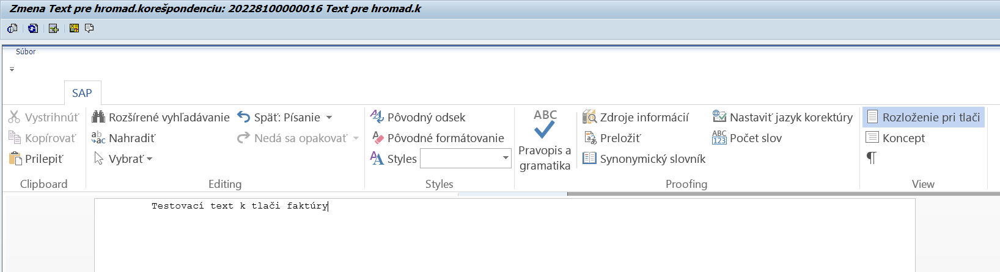 Zmena Text pre hromad.korešpondenciu: 20228100000016 Text pre hromad.k
Súbor
SAP
Vystrihnúť
Kopírovať
Prilepiť
Clipboard
Rozšírené vyhľadávanie
Nahradiť
Vybrať
Späť: Písanie
Nedá sa opakovať
Editing
Pôvodný odsek
Pôvodné formátovanie
Styles
Styles
ABC
Pravopis a
gramatika
Zdroje informácií
Preložiť
Synonymický slovník
Nastaviť jazyk korektúry
ABC
123
Počet slov
Proofing
Rozloženie pri tlači
Koncept
¶
View
Testovací text k tlači faktúry